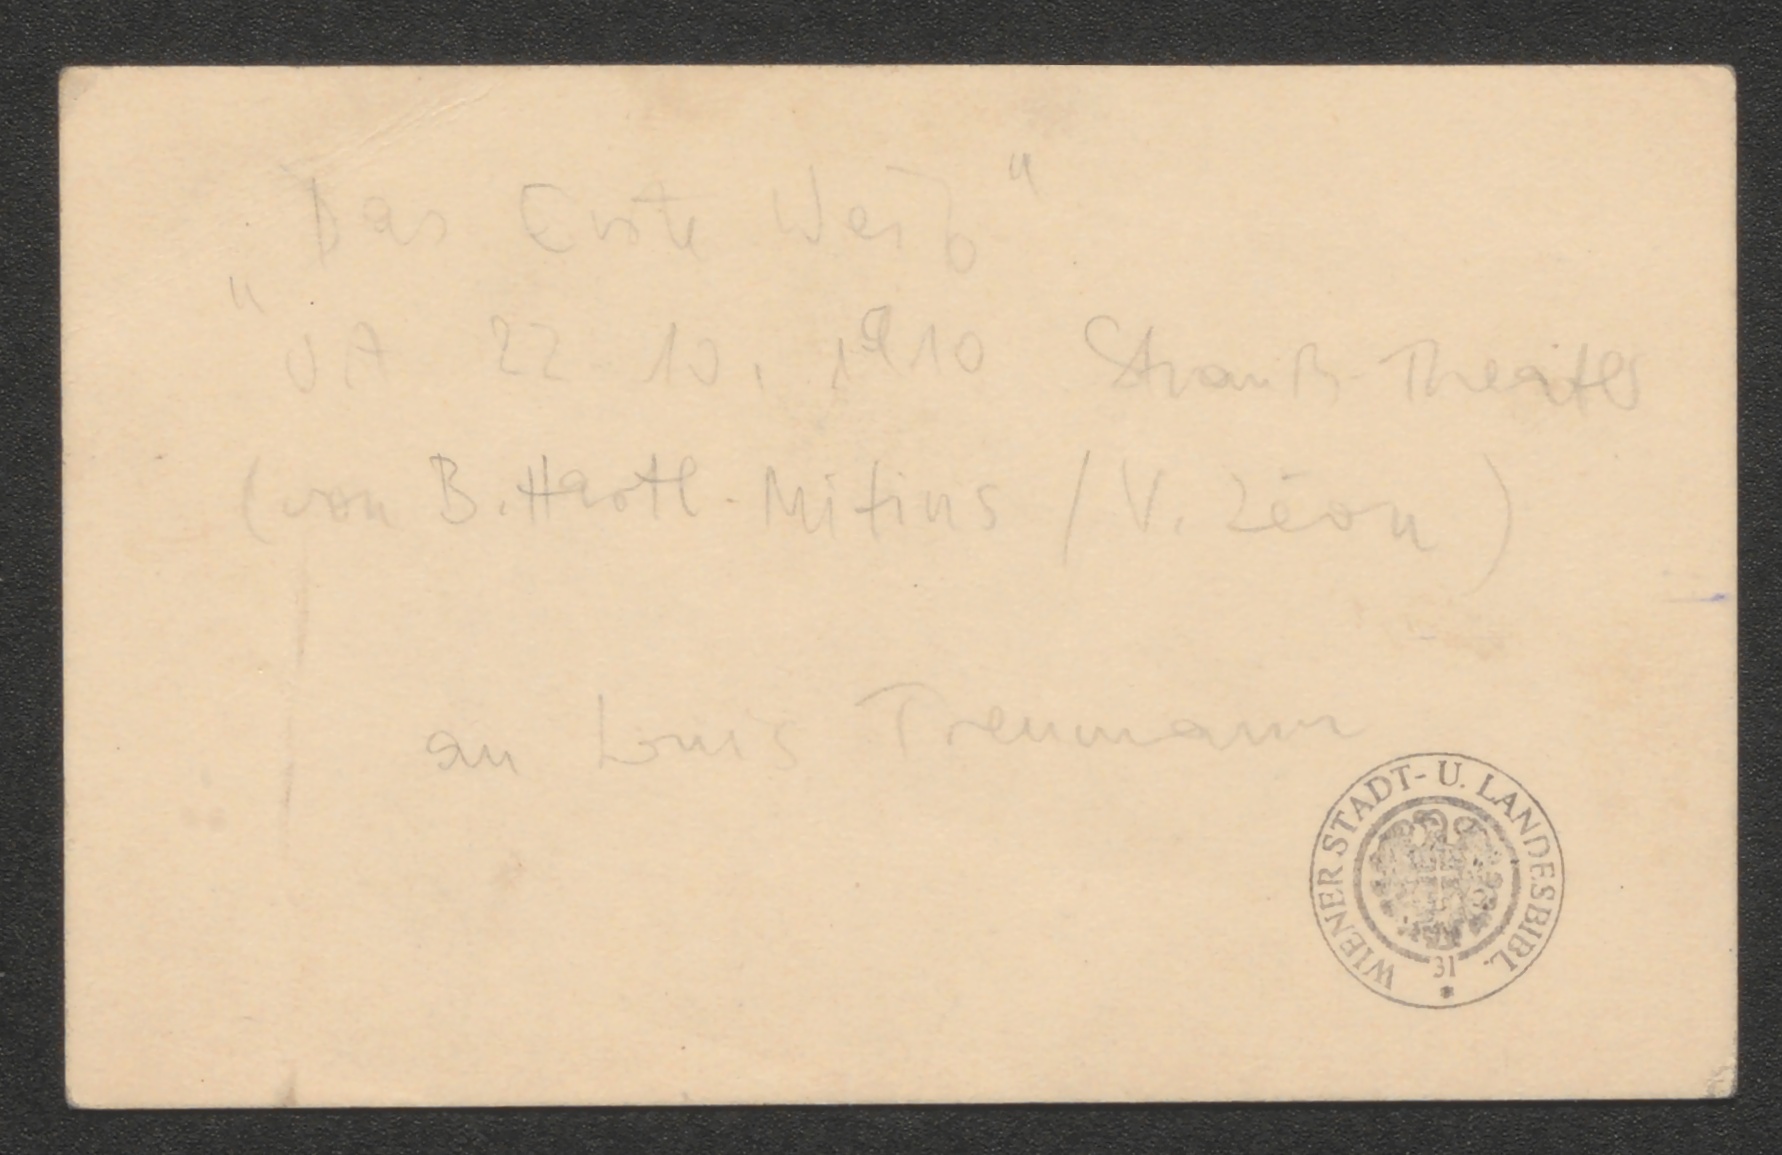 "Das Erste Weib"
UA 22.10.1910 Strauß-Theater
(von B. Hartl-Mitius / V. Léon)
an Louis Treumann
WIENER STADT- U. LANDESBIBL.
31